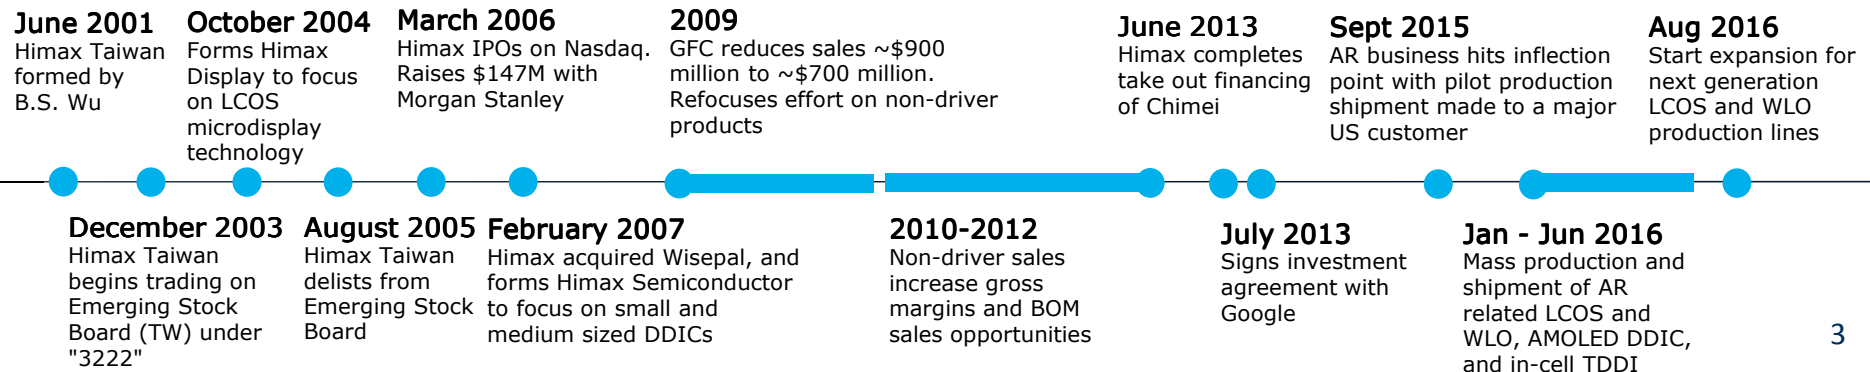 June 2001
Himax Taiwan
formed by
B.S. Wu
October 2004
Forms Himax
Display to focus
on LCOS
microdisplay
technology
March 2006
Himax IPOs on Nasdaq.
Raises $147M with
Morgan Stanley
2009
GFC reduces sales ~$900
million to ~$700 million.
Refocuses effort on non-driver
products
June 2013
Himax completes
take out financing
of Chimei
Sept 2015
AR business hits inflection
point with pilot production
shipment made to a major
US customer
Aug 2016
Start expansion for
next generation
LCOS and WLO
production lines
December 2003
Himax Taiwan
begins trading on
Emerging Stock
Board (TW) under
"3222"
August 2005
Himax Taiwan
delists from
Emerging Stock
Board
February 2007
Himax acquired Wisepal, and
forms Himax Semiconductor
to focus on small and
medium sized DDICs
2010-2012
Non-driver sales
increase gross
margins and BOM
sales opportunities
July 2013
Signs investment
agreement with
Google
Jan - Jun 2016
Mass production and
shipment of AR
related LCOS and
WLO, AMOLED DDIC,
and in-cell TDDI
3